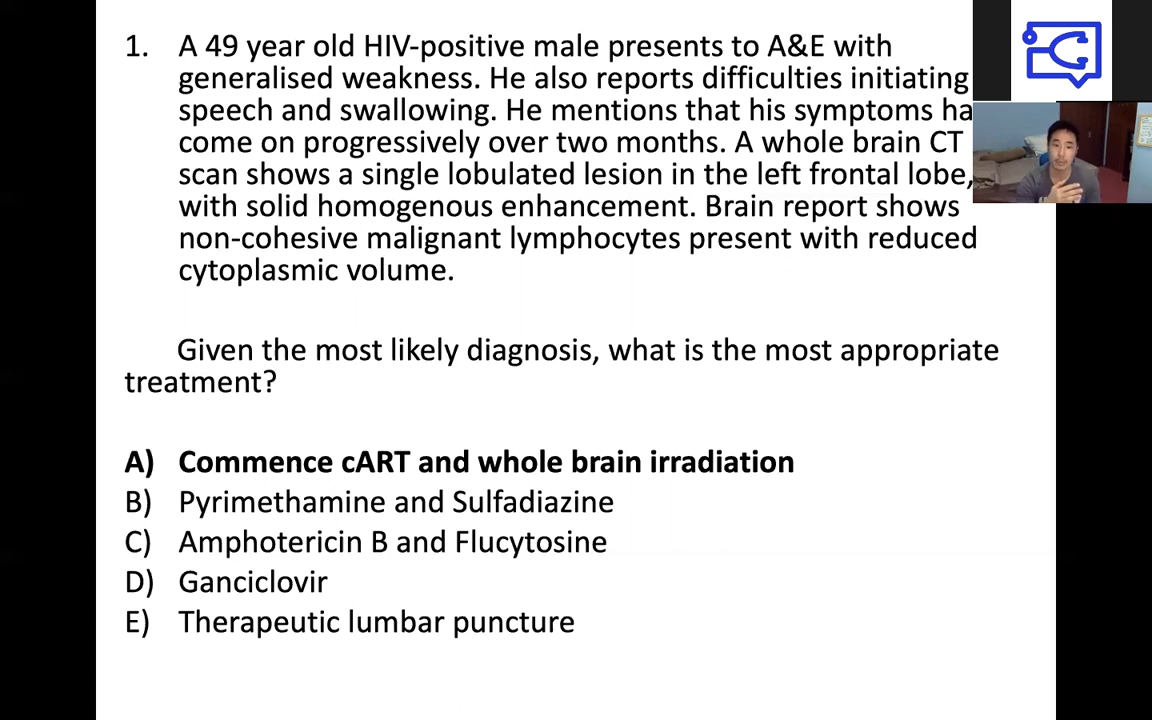 1. A 49 year old HIV-positive male presents to A&E with
generalised weakness. He also reports difficulties initiating
speech and swallowing. He mentions that his symptoms ha
come on progressively over two months. A whole brain CT
scan shows a single lobulated lesion in the left frontal lobe,
with solid homogenous enhancement. Brain report shows
non-cohesive malignant lymphocytes present with reduced
cytoplasmic volume.
Given the most likely diagnosis, what is the most appropriate
treatment?
A) Commence cART and whole brain irradiation
B) Pyrimethamine and Sulfadiazine
C) Amphotericin B and Flucytosine
D) Ganciclovir
E) Therapeutic lumbar puncture